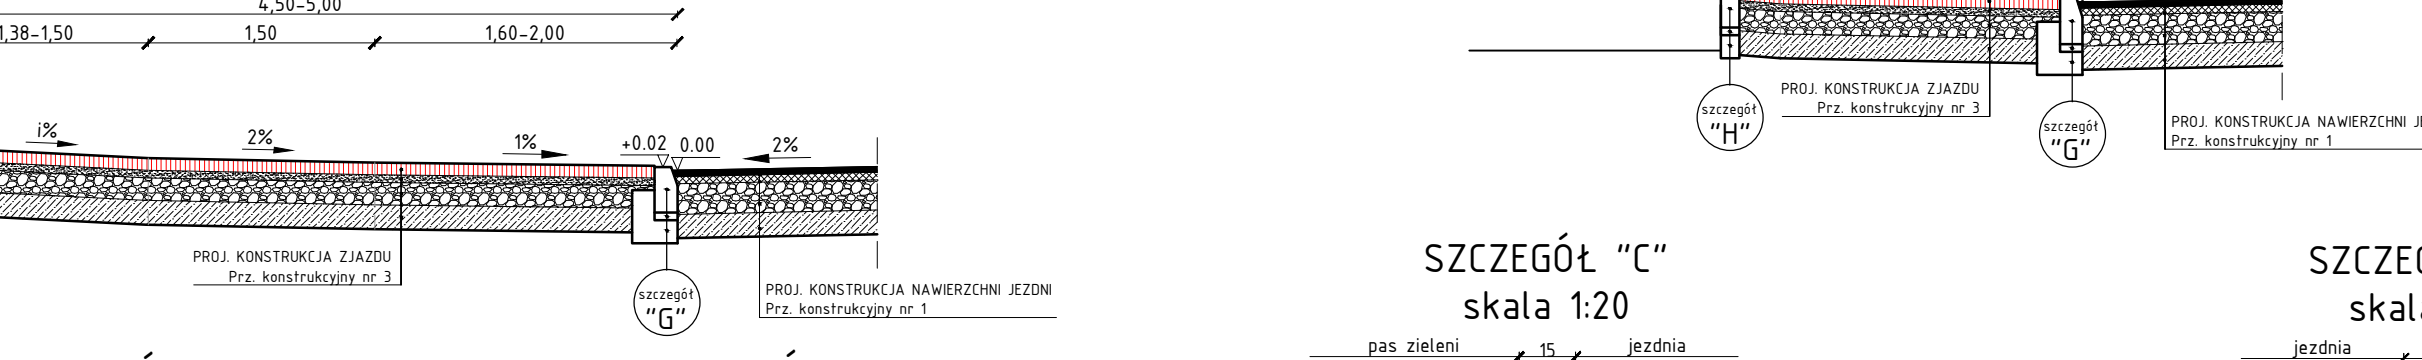 4,50-5,00
1,38-1,50
1,50
1,60-2,00
i%
2%
1%
+0.02
0.00
2%
PROJ. KONSTRUKCJA ZJAZDU
Prz. konstrukcyjny nr 3
szczegół
"G"
PROJ. KONSTRUKCJA NAWIERZCHNI JEZDNI
Prz. konstrukcyjny nr 1
szczegół
"H"
PROJ. KONSTRUKCJA ZJAZDU
Prz. konstrukcyjny nr 3
szczegół
"G"
PROJ. KONSTRUKCJA NAWIERZCHNI
Prz. konstrukcyjny nr 1
SZCZEGÓŁ "C"
skala 1:20
pas zieleni
15
jezdnia
jezdnia